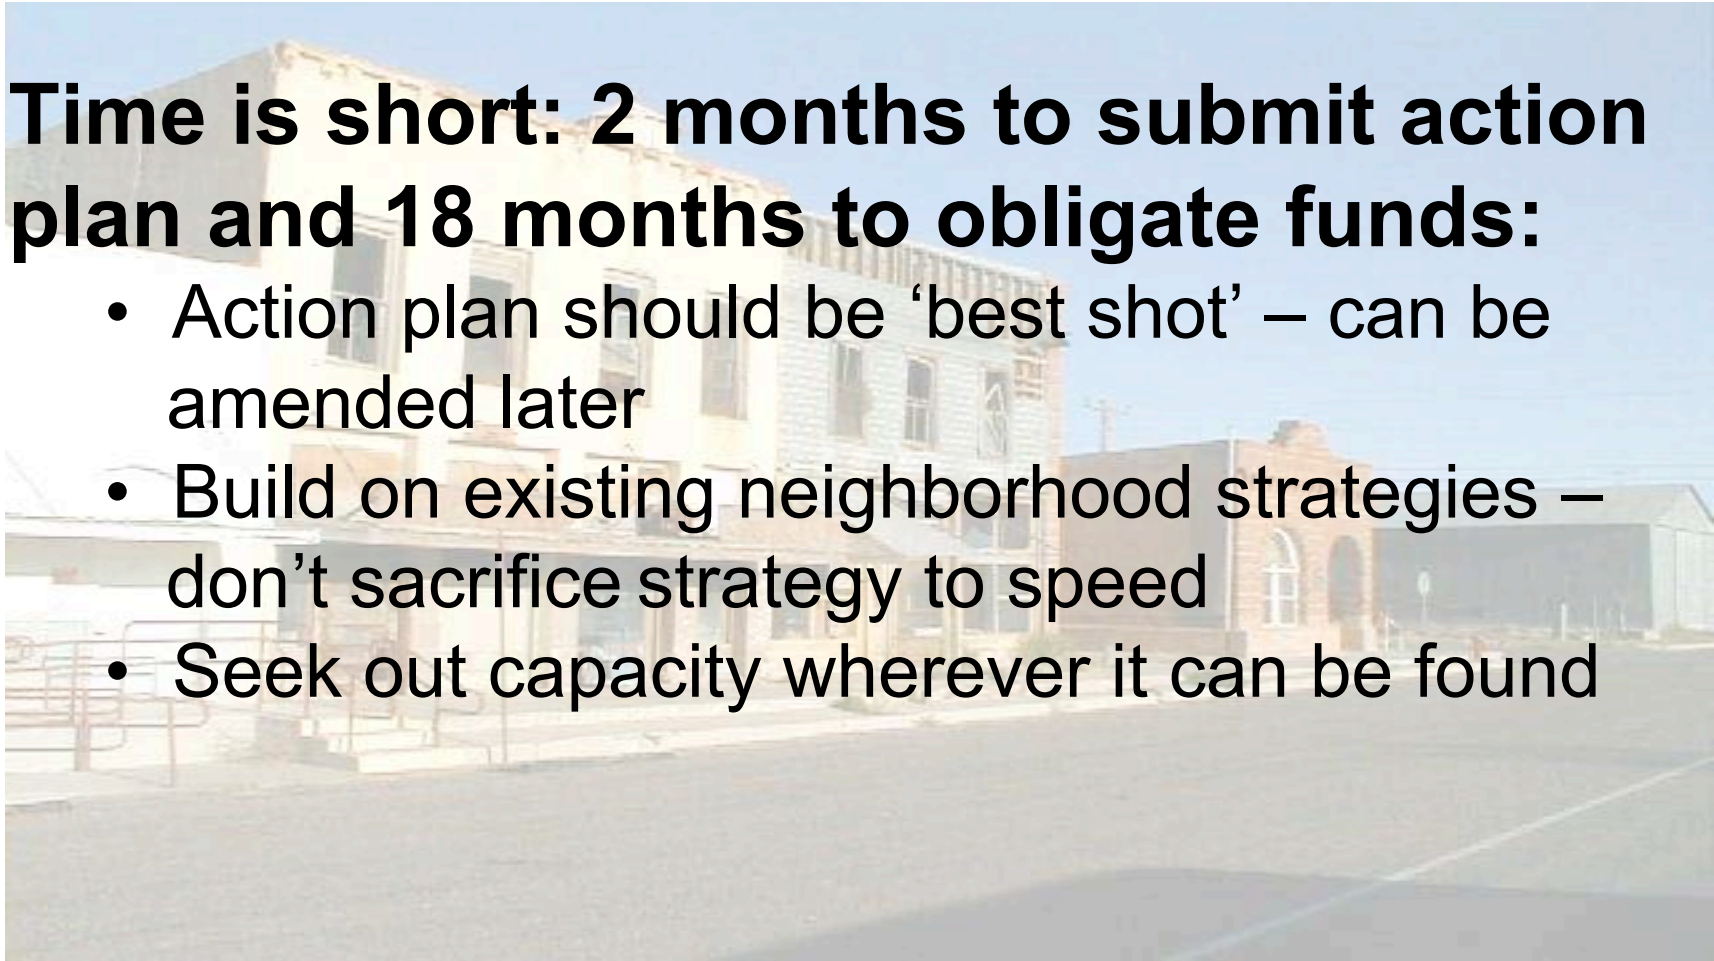 Time is short: 2 months to submit action
plan and 18 months to obligate funds:
• Action plan should be ‘best shot’ – can be
amended later
• Build on existing neighborhood strategies –
don’t sacrifice strategy to speed
• Seek out capacity wherever it can be found